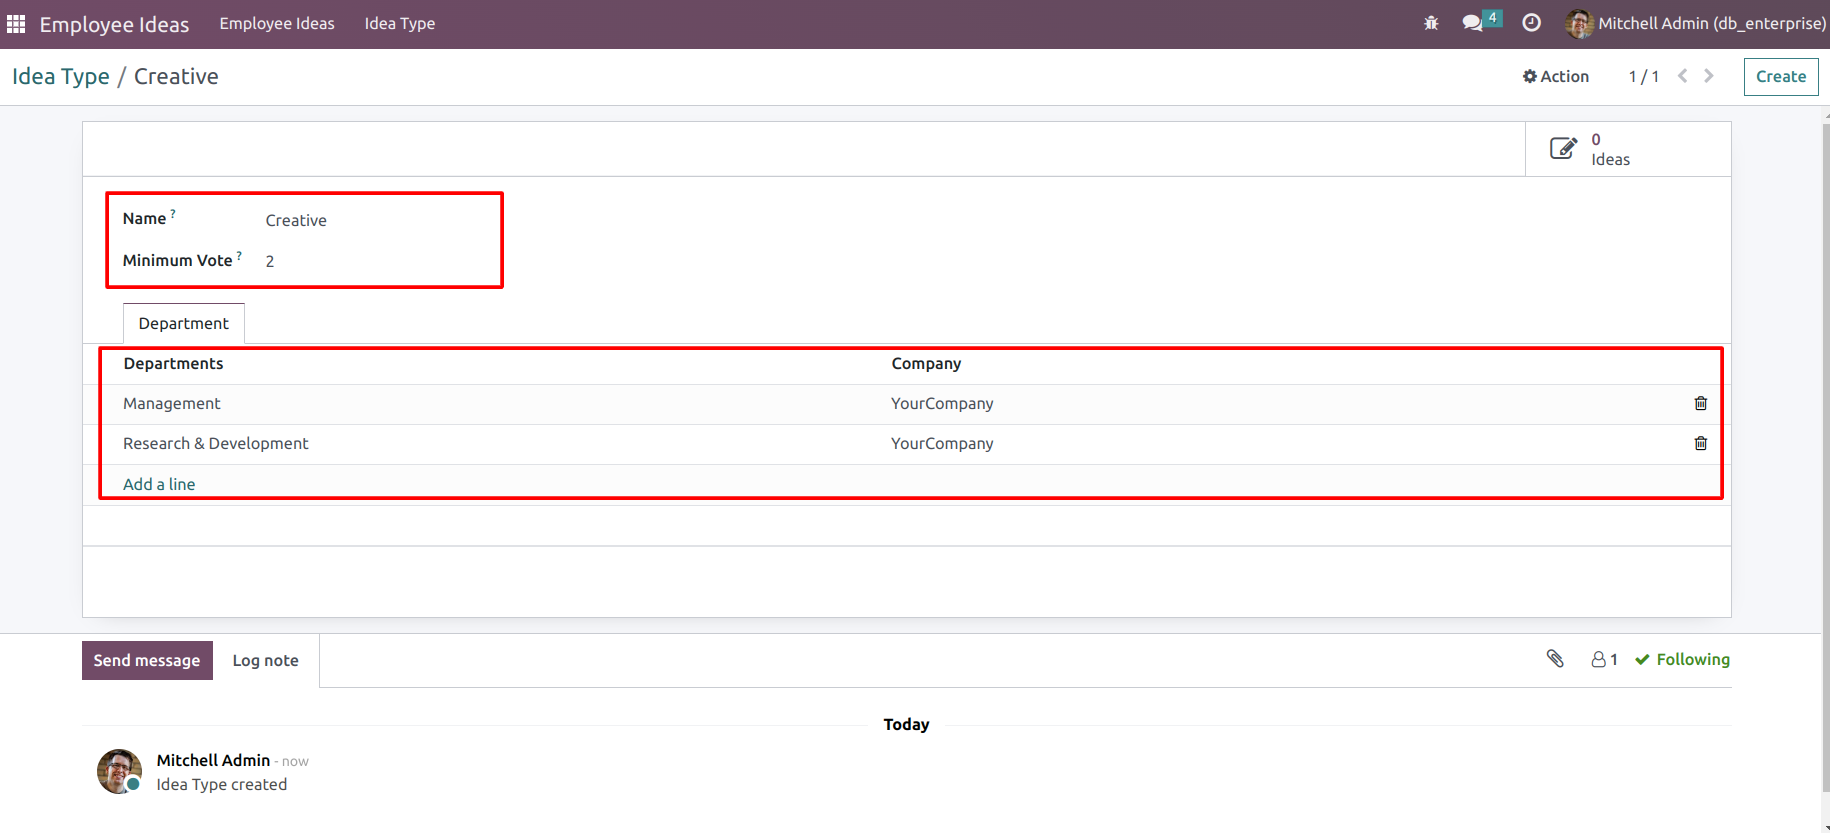 Employee Ideas Employee Ideas Idea Type 4 Mitchell Admin (db_enterprise)
Idea Type / Creative Action 1 / 1 Create
0
Ideas
Name ? Creative
Minimum Vote ? 2
Department
Departments Company
Management YourCompany
Research & Development YourCompany
Add a line
Send message Log note 1 Following
Today
Mitchell Admin - now
Idea Type created